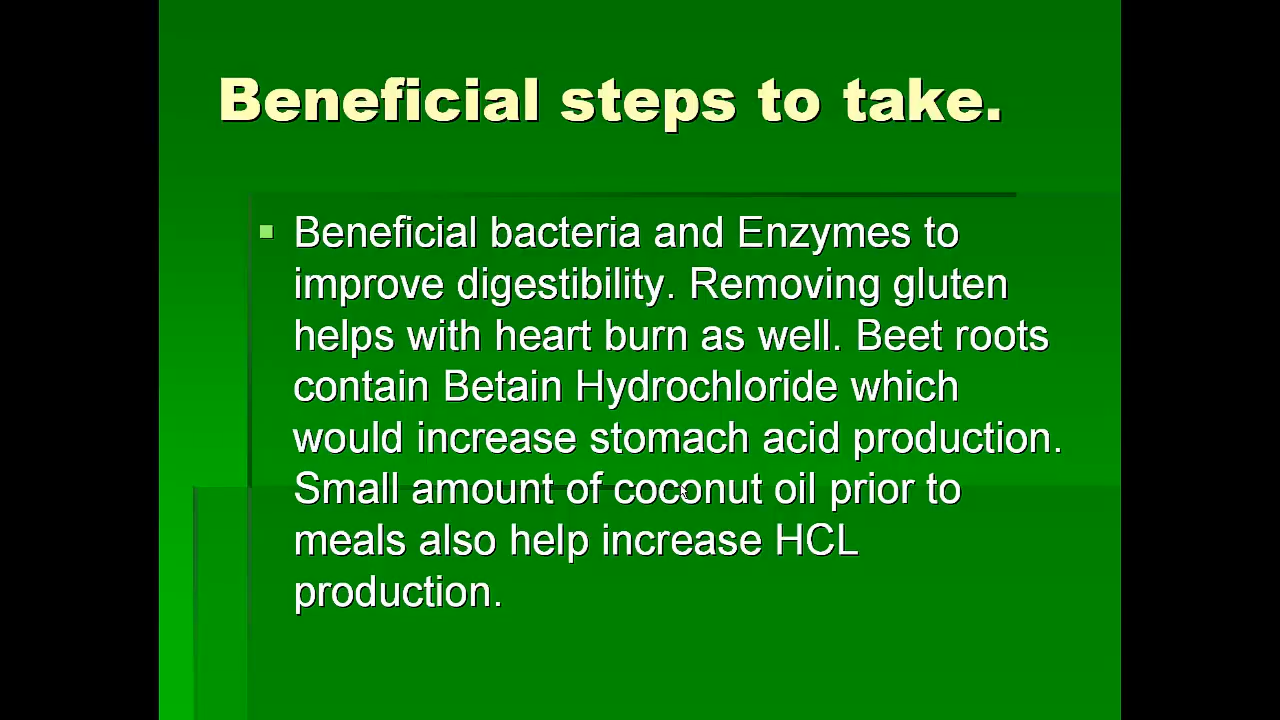 Beneficial steps to take.
Beneficial bacteria and Enzymes to
improve digestibility. Removing gluten
helps with heart burn as well. Beet roots
contain Betain Hydrochloride which
would increase stomach acid production.
Small amount of coconut oil prior to
meals also help increase HCL
production.